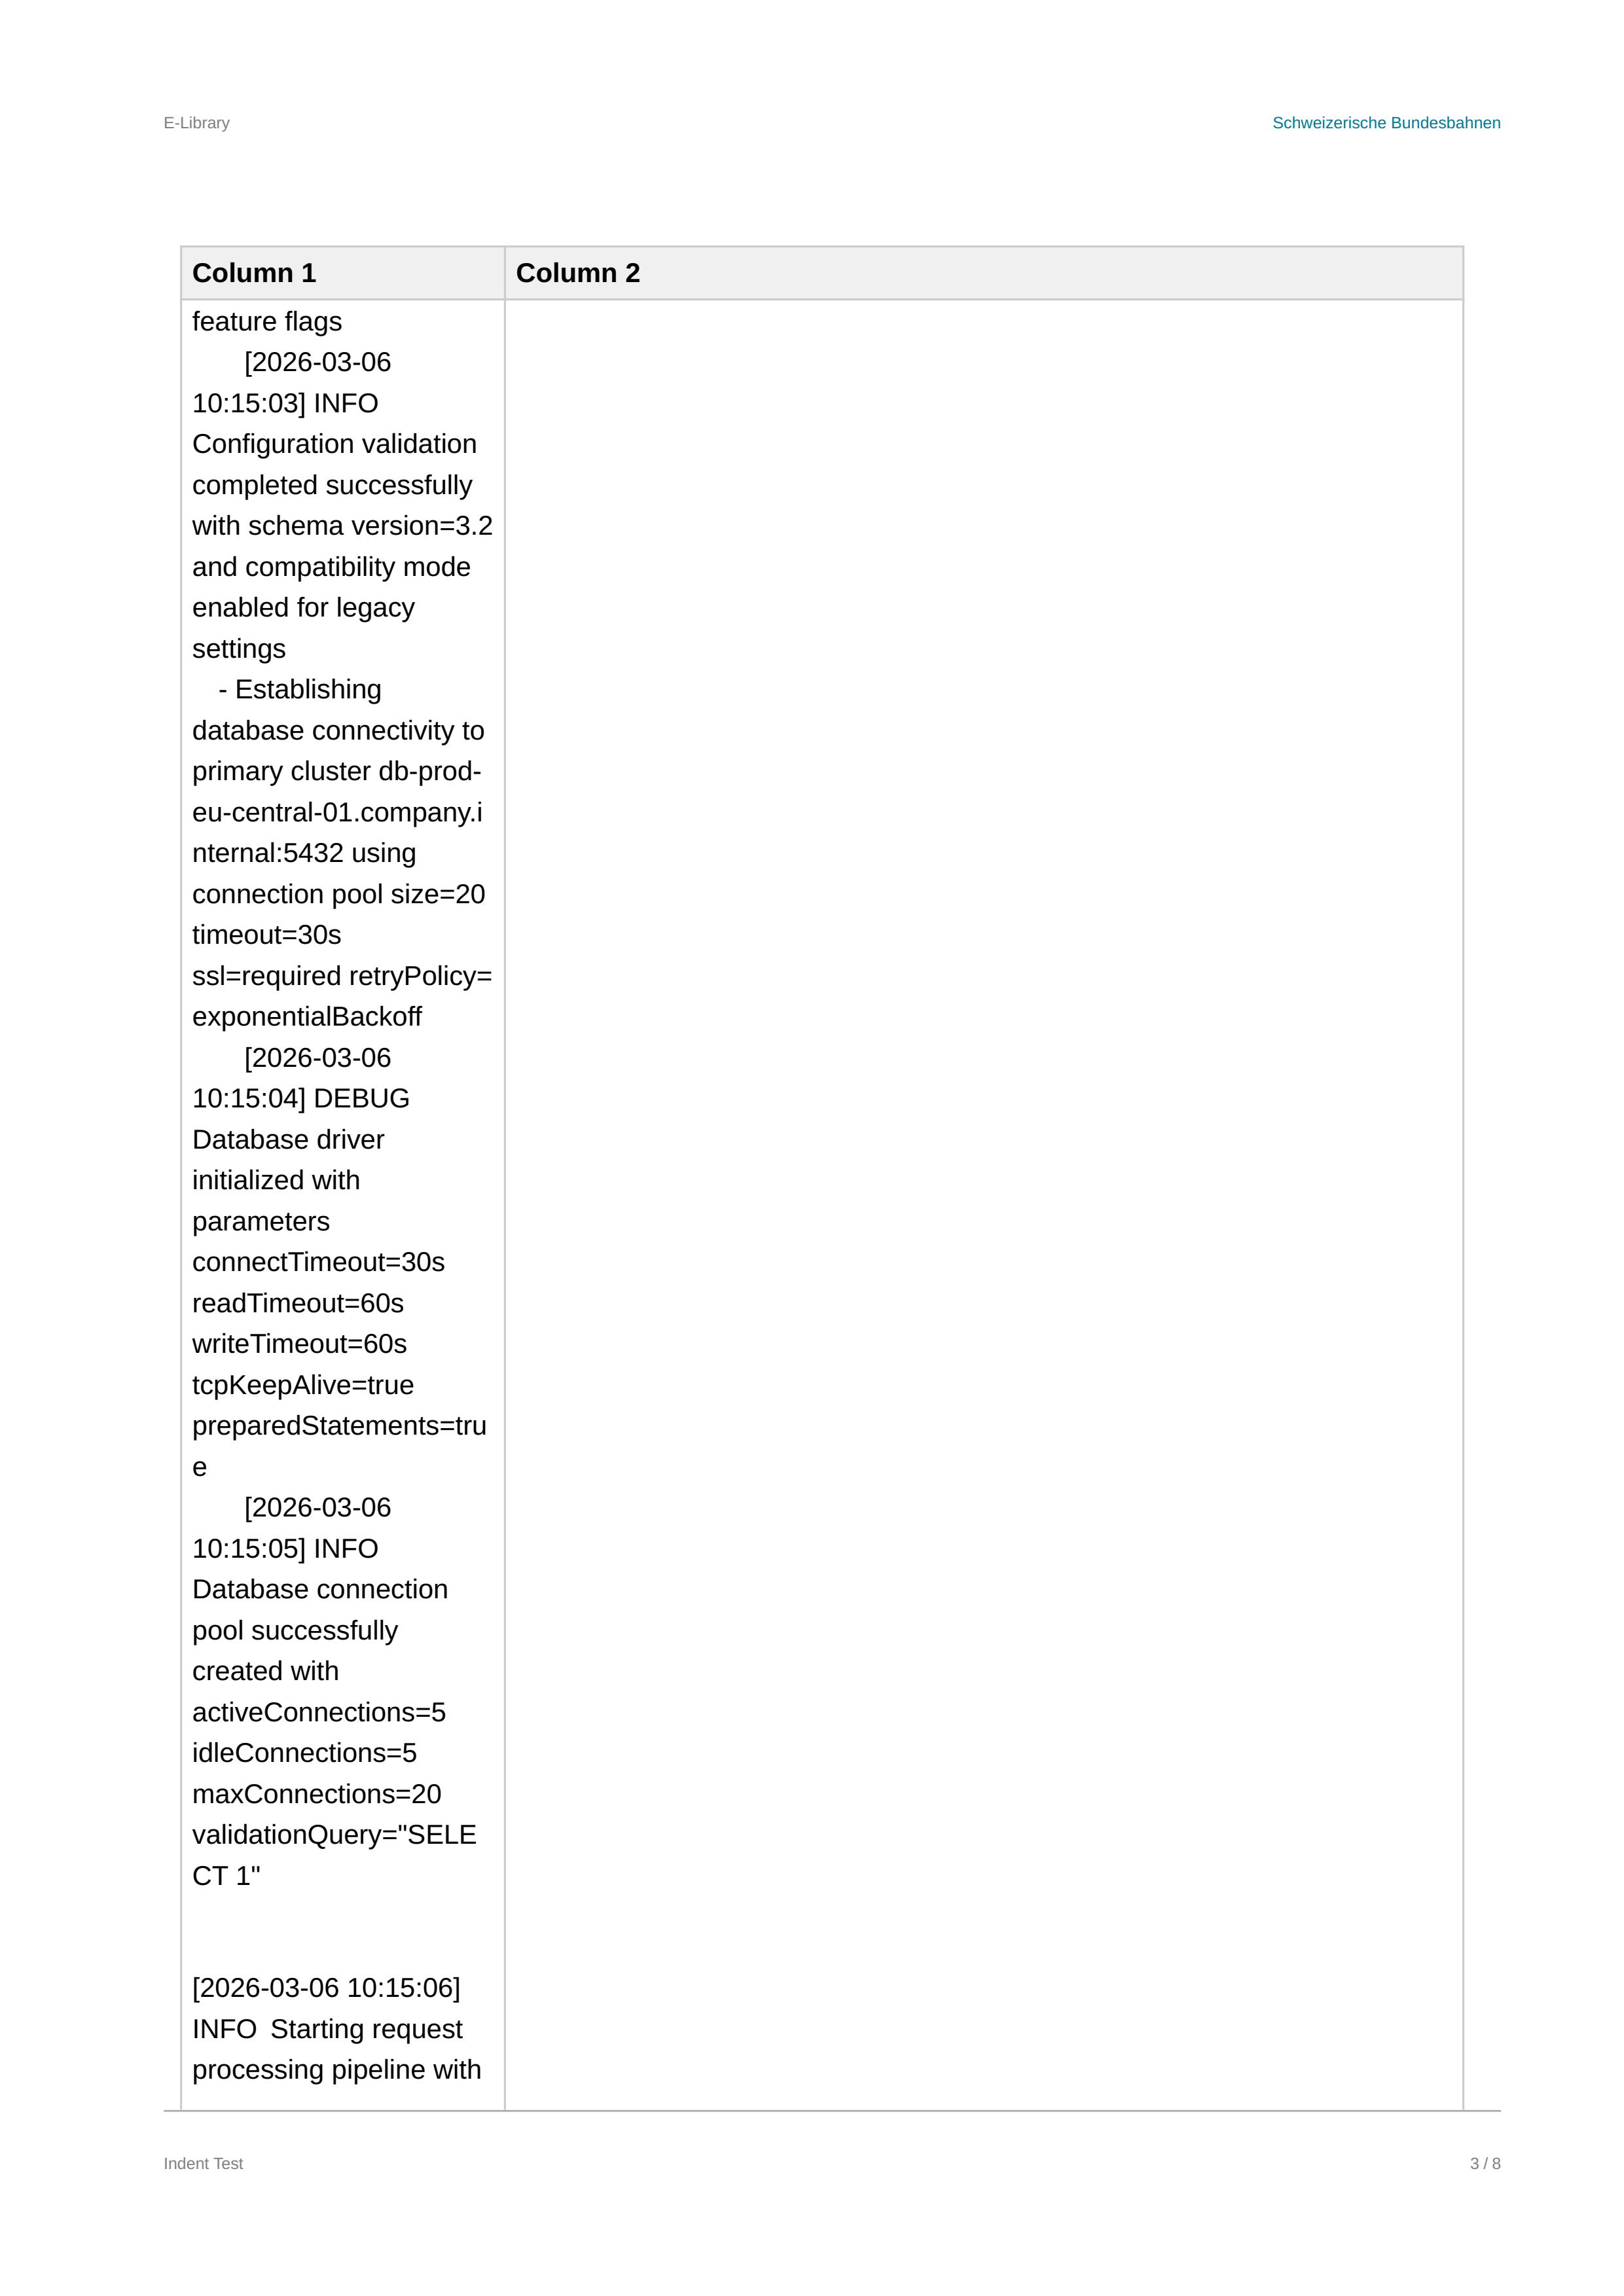 E-Library
Schweizerische Bundesbahnen
Column 1
Column 2
feature flags
[2026-03-06
10:15:03] INFO
Configuration validation
completed successfully
with schema version=3.2
and compatibility mode
enabled for legacy
settings
- Establishing
database connectivity to
primary cluster db-prod-
eu-central-01.company.i
nternal:5432 using
connection pool size=20
timeout=30s
ssl=required retryPolicy=
exponentialBackoff
[2026-03-06
10:15:04] DEBUG
Database driver
initialized with
parameters
connectTimeout=30s
readTimeout=60s
writeTimeout=60s
tcpKeepAlive=true
preparedStatements=tru
e
[2026-03-06
10:15:05] INFO
Database connection
pool successfully
created with
activeConnections=5
idleConnections=5
maxConnections=20
validationQuery="SELE
CT 1"
[2026-03-06 10:15:06]
INFO  Starting request
processing pipeline with
Indent Test
3 / 8